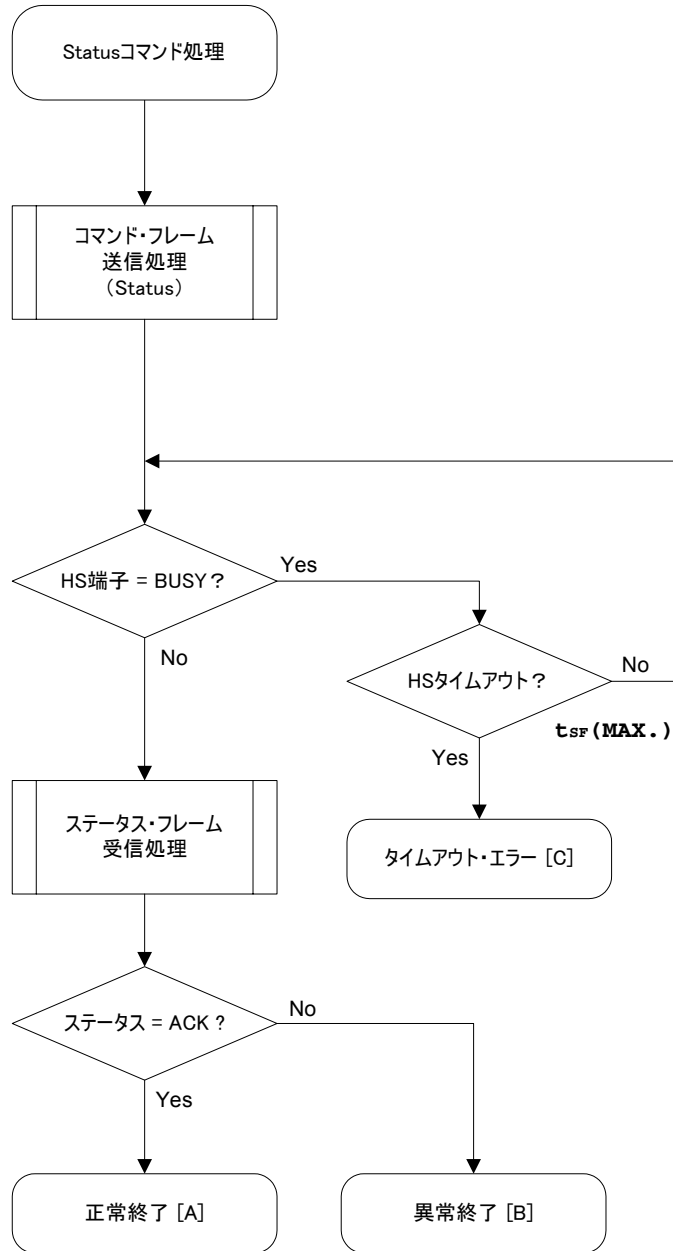 Statusコマンド処理
コマンド・フレーム
送信処理
（Status）
HS端子 = BUSY？
Yes
No
HSタイムアウト？
No
tSF(MAX.)
Yes
ステータス・フレーム
受信処理
タイムアウト・エラー [C]
ステータス = ACK ?
No
Yes
正常終了 [A]
異常終了 [B]